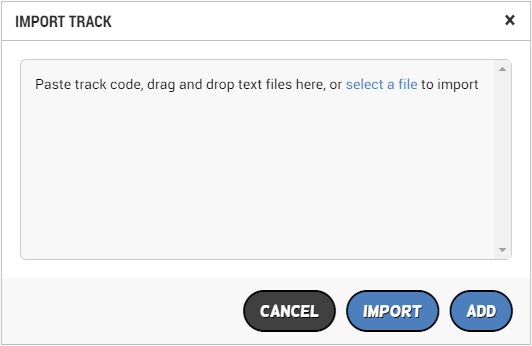 IMPORT TRACK ×
Paste track code, drag and drop text files here, or select a file to import
CANCEL IMPORT ADD